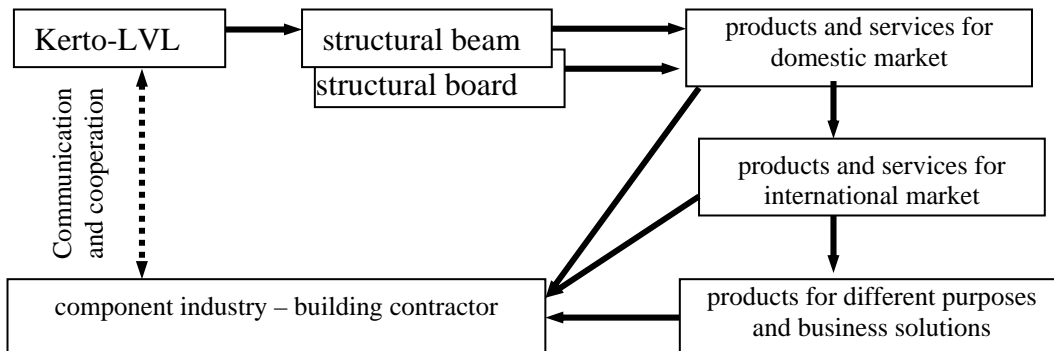 Kerto-LVL
structural beam
structural board
products and services for
domestic market
products and services for
international market
Communication
and cooperation
component industry – building contractor
products for different purposes
and business solutions